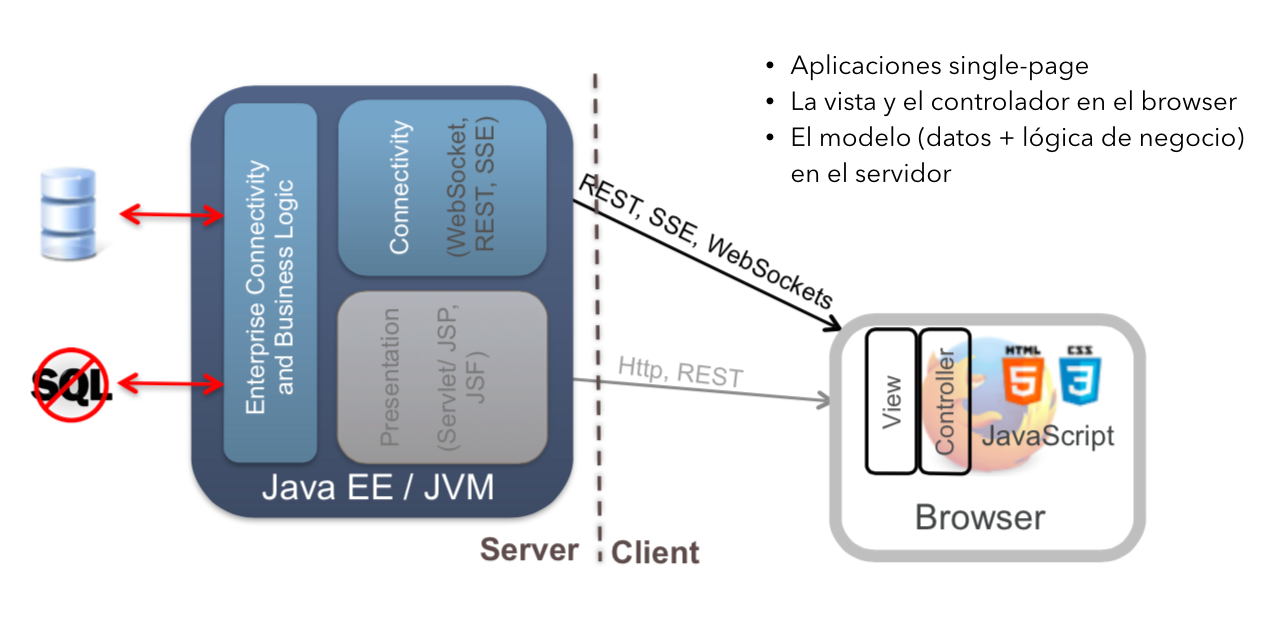 • Aplicaciones single-page
• La vista y el controlador en el browser
• El modelo (datos + lógica de negocio)
en el servidor
Enterprise Connectivity
and Business Logic
Connectivity
(WebSocket,
REST, SSE)
Presentation
(Servlet/ JSP,
JSF)
Java EE / JVM
SQL
REST, SSE, WebSockets
Http, REST
Server
Client
View
Controller
HTML
5
CSS
3
JavaScript
Browser